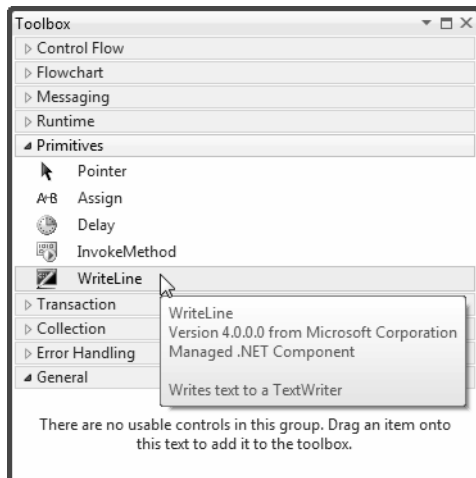 Toolbox
Control Flow
Flowchart
Messaging
Runtime
Primitives
Pointer
A+B Assign
Delay
InvokeMethod
WriteLine
Transaction
Collection
Error Handling
General
WriteLine
Version 4.0.0.0 from Microsoft Corporation
Managed .NET Component
Writes text to a TextWriter
There are no usable controls in this group. Drag an item onto
this text to add it to the toolbox.